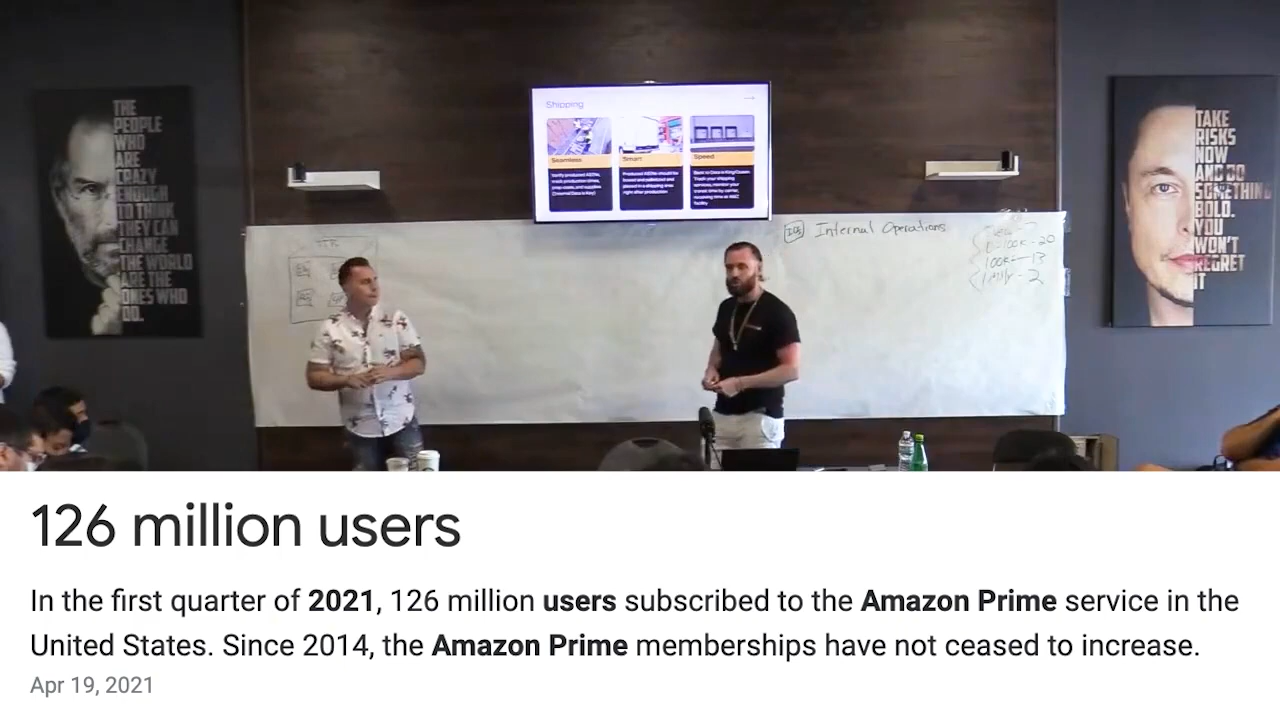 THE
PEOPLE
WHO
ARE
CRAZY
ENOUGH
TO THINK
THEY CAN
CHANGE
THE WORLD
ARE THE
ONES WHO
DO.
Shipping
Seamless
Smart
Speed
Internal Operations
TAKE
RISKS
NOW
AND DO
SOMETHING
BOLD.
YOU
WON'T
REGRET
IT
126 million users
In the first quarter of 2021, 126 million users subscribed to the Amazon Prime service in the
United States. Since 2014, the Amazon Prime memberships have not ceased to increase.
Apr 19, 2021